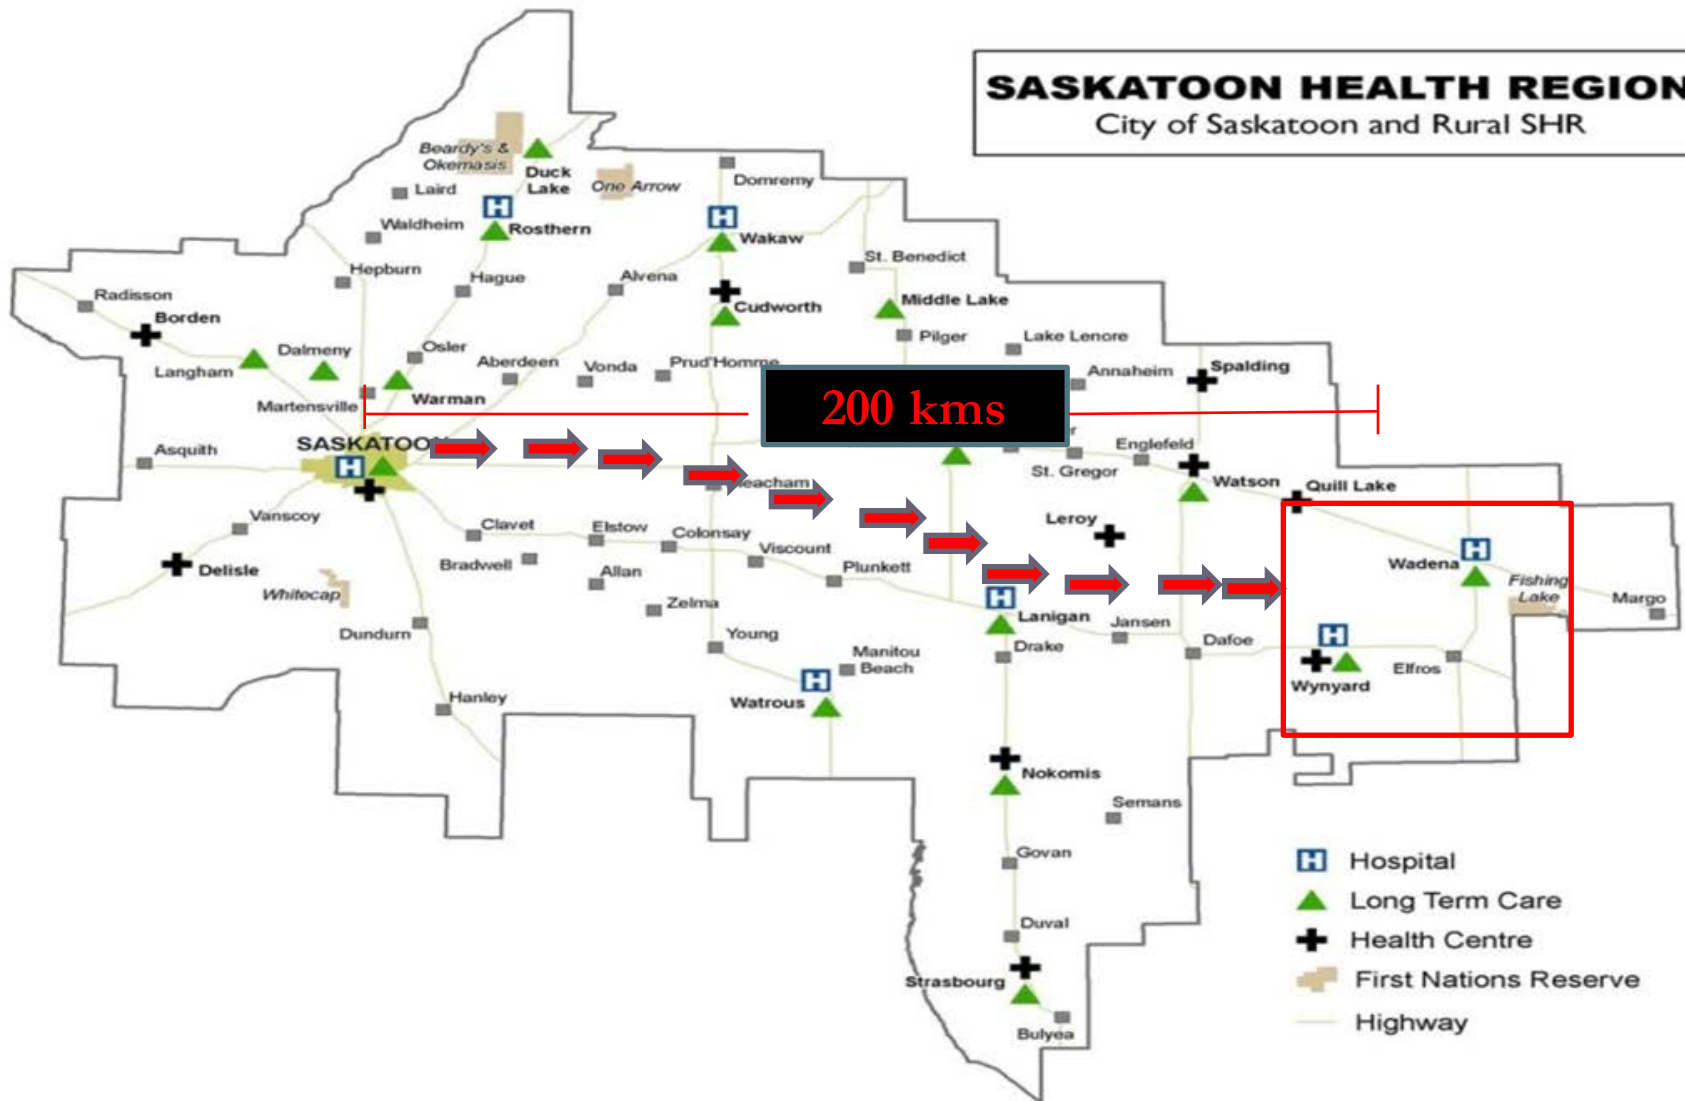 SASKATOON HEALTH REGION
City of Saskatoon and Rural SHR
Beardy's &
Okemasis
Duck
Lake
One Arrow
Domremy
Laird
Waldheim
Rosthern
H
H
Wakaw
St. Benedict
Hepburn
Hague
Alvena
Radisson
Borden
Cudworth
Middle Lake
Pilger
Lake Lenore
Dalmeny
Osler
Langham
Aberdeen
Vonda
Prud'Homme
Annaheim
Spalding
Martensville
Warman
200 kms
SASKATOON
H
Asquith
St. Gregor
Englefeld
Watson
Quill Lake
Vanscoy
Clavet
Elstow
Colonsay
Leroy
Bradwell
Viscount
Delisle
Allan
Plunkett
H
Wadena
Whitecap
Zelma
H
Lanigan
Jansen
Fishing
Lake
Margo
Dundurn
Young
Drake
Dafoe
H
Manitou
Beach
Elfros
H
Wynyard
Hanley
Watrous
Nokomis
Semans
Govan
Duval
Strasbourg
Bulyea
H Hospital
Long Term Care
Health Centre
First Nations Reserve
Highway